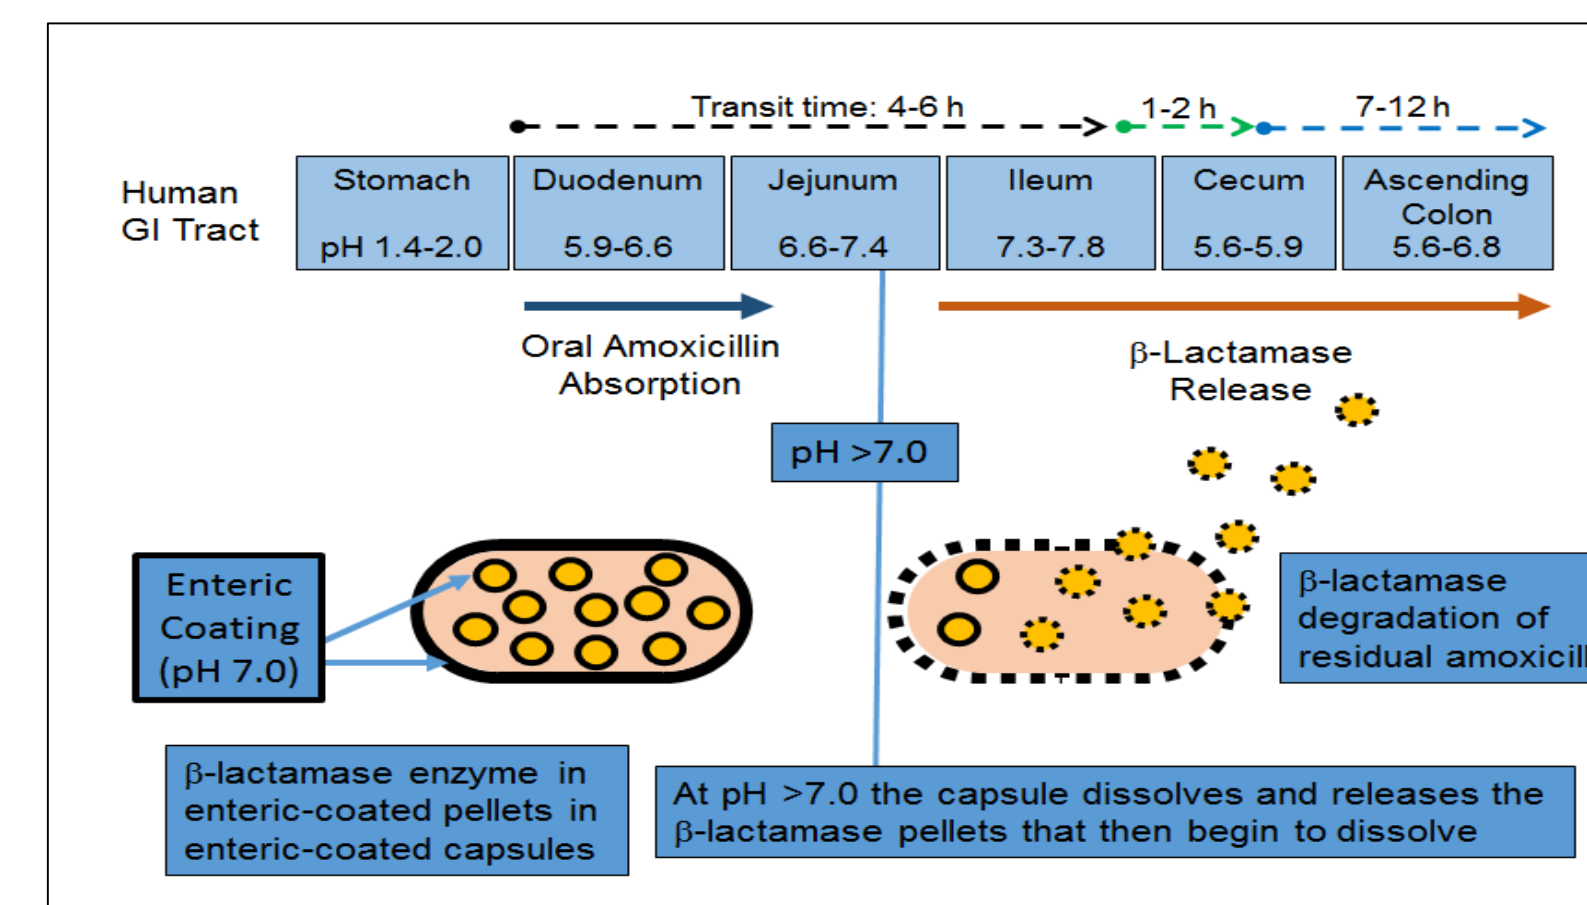 Transit time: 4-6 h
1-2 h
7-12 h
Human
GI Tract
Stomach
pH 1.4-2.0
Duodenum
5.9-6.6
Jejunum
6.6-7.4
Ileum
7.3-7.8
Cecum
5.6-5.9
Ascending
Colon
5.6-6.8
Oral Amoxicillin
Absorption
β-Lactamase
Release
pH >7.0
Enteric
Coating
(pH 7.0)
β-lactamase
degradation of
residual amoxicill
β-lactamase enzyme in
enteric-coated pellets in
enteric-coated capsules
At pH >7.0 the capsule dissolves and releases the
β-lactamase pellets that then begin to dissolve